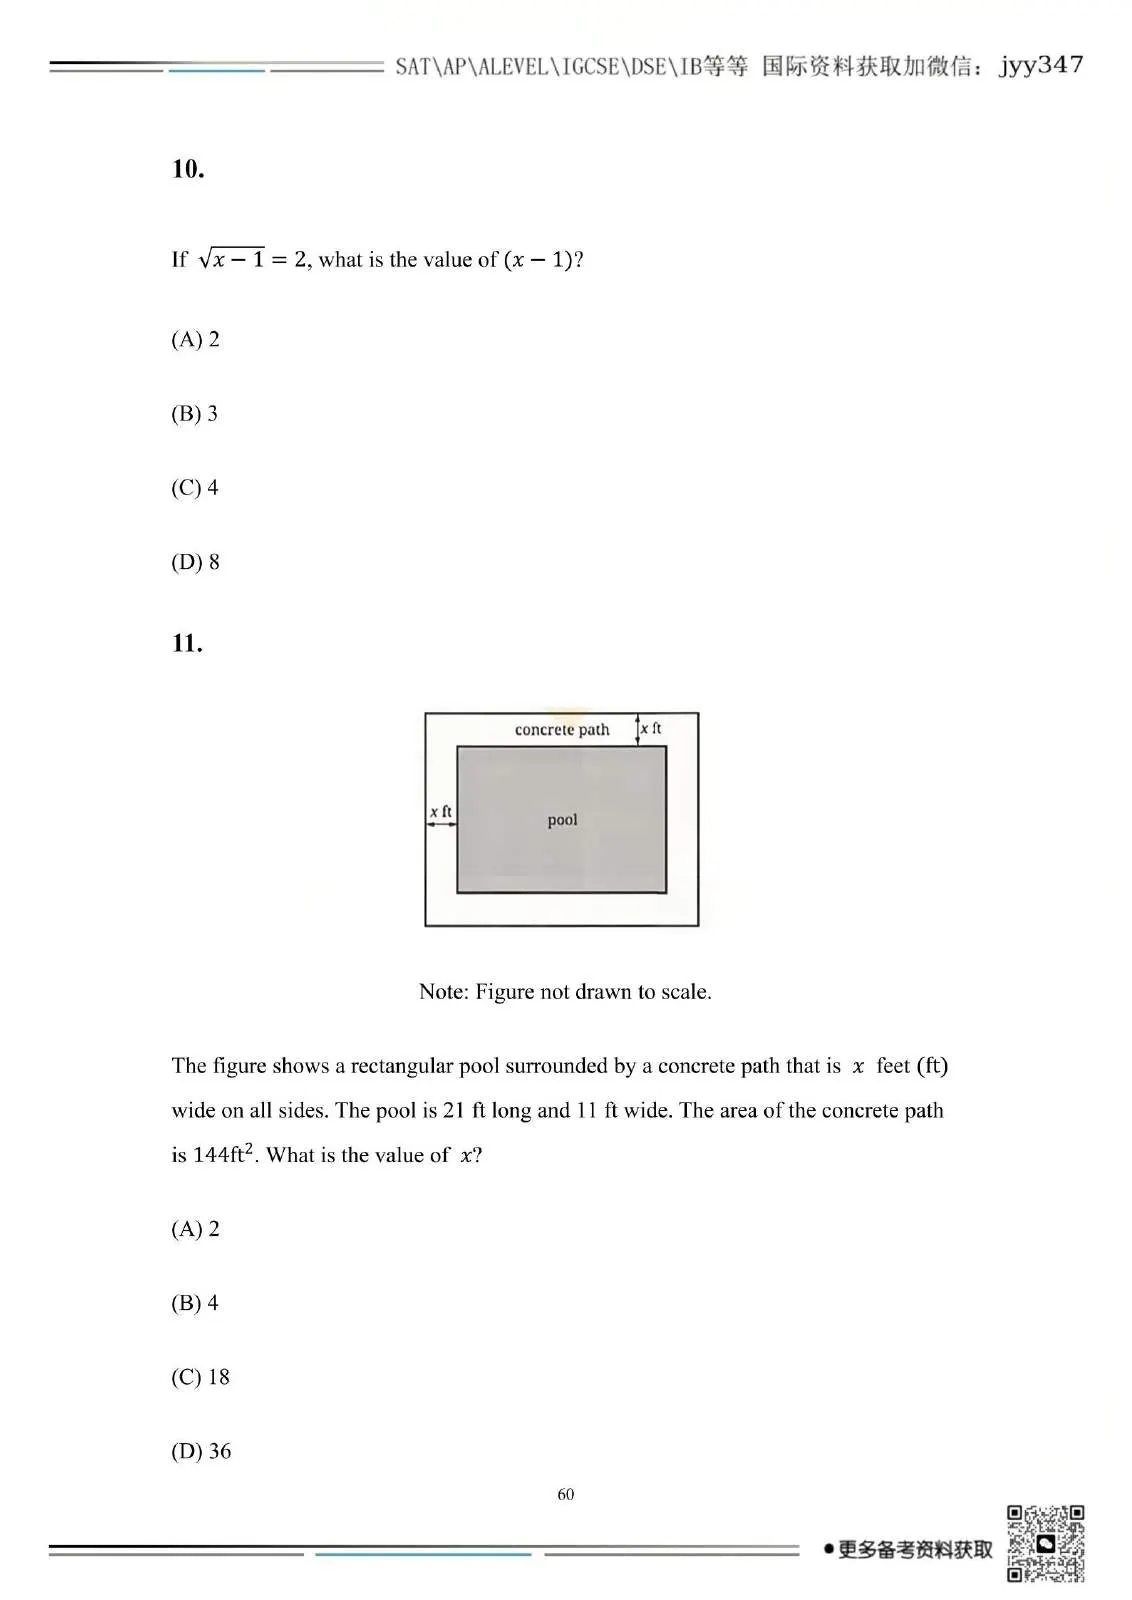 SAT\AP\ALEVEL\IGCSE\DSE\IB等等 国际资料获取加微信：jyy347
10.
If √(x − 1) = 2, what is the value of (x − 1)?
(A) 2
(B) 3
(C) 4
(D) 8
11.
concrete path
x ft
x ft
pool
Note: Figure not drawn to scale.
The figure shows a rectangular pool surrounded by a concrete path that is x feet (ft)
wide on all sides. The pool is 21 ft long and 11 ft wide. The area of the concrete path
is 144ft². What is the value of x?
(A) 2
(B) 4
(C) 18
(D) 36
60
●更多备考资料获取